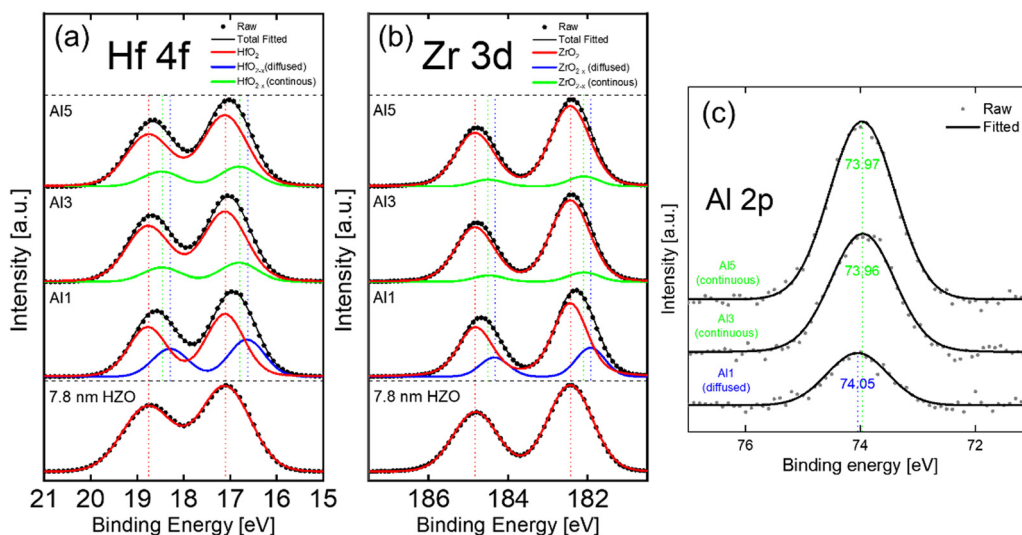 (a) Hf 4f
Raw
Total Fitted
HfO2
HfO2-x (diffused)
HfO2-x (continous)
Al5
Al3
Al1
7.8 nm HZO
Intensity [a.u.]
21 20 19 18 17 16 15
Binding Energy [eV]
(b) Zr 3d
Raw
Total Fitted
ZrO2
ZrO2-x (diffused)
ZrO2-x (continous)
Al5
Al3
Al1
7.8 nm HZO
Intensity [a.u.]
186 184 182
Binding Energy [eV]
(c)
Raw
Fitted
Al 2p
73.97
Al5
(continuous)
73.96
Al3
(continuous)
Al1
(diffused)
74.05
Intensity [a.u.]
76 74 72
Binding energy [eV]